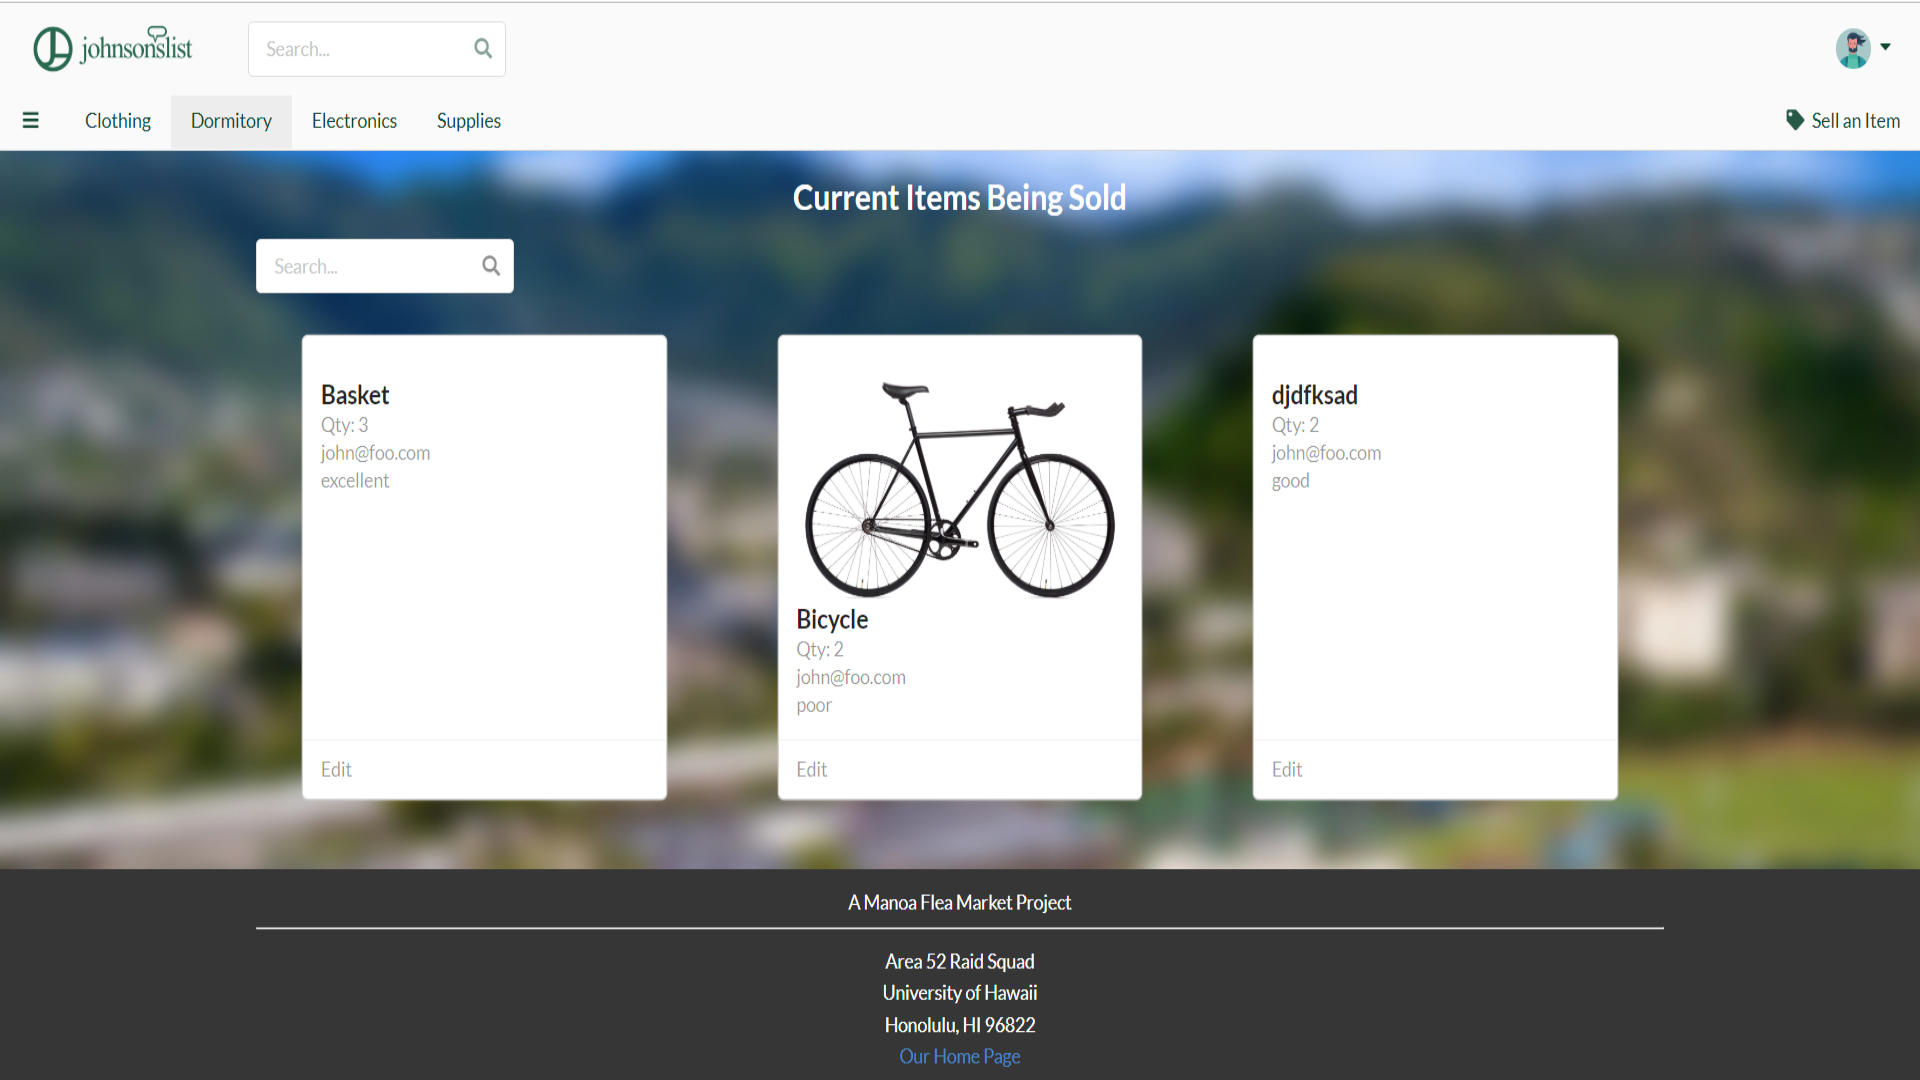 johnsonslist
Search...
Clothing
Dormitory
Electronics
Supplies
Sell an Item
Current Items Being Sold
Search...
Basket
Qty: 3
john@foo.com
excellent
Edit
Bicycle
Qty: 2
john@foo.com
poor
Edit
djdfksad
Qty: 2
john@foo.com
good
Edit
A Manoa Flea Market Project
Area 52 Raid Squad
University of Hawaii
Honolulu, HI 96822
Our Home Page